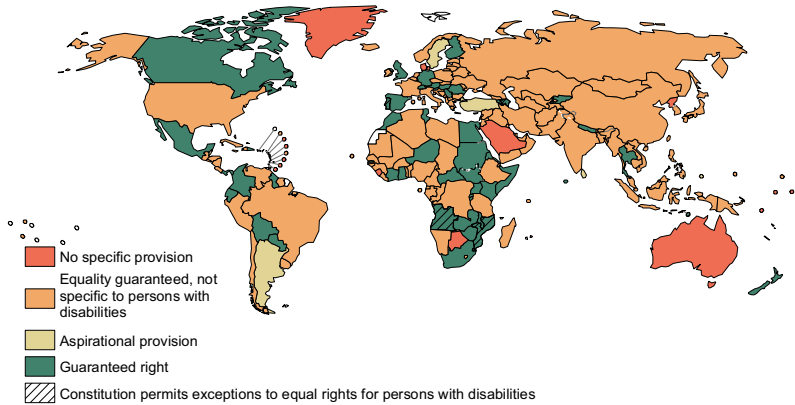 No specific provision
Equality guaranteed, not
specific to persons with
disabilities
Aspirational provision
Guaranteed right
Constitution permits exceptions to equal rights for persons with disabilities